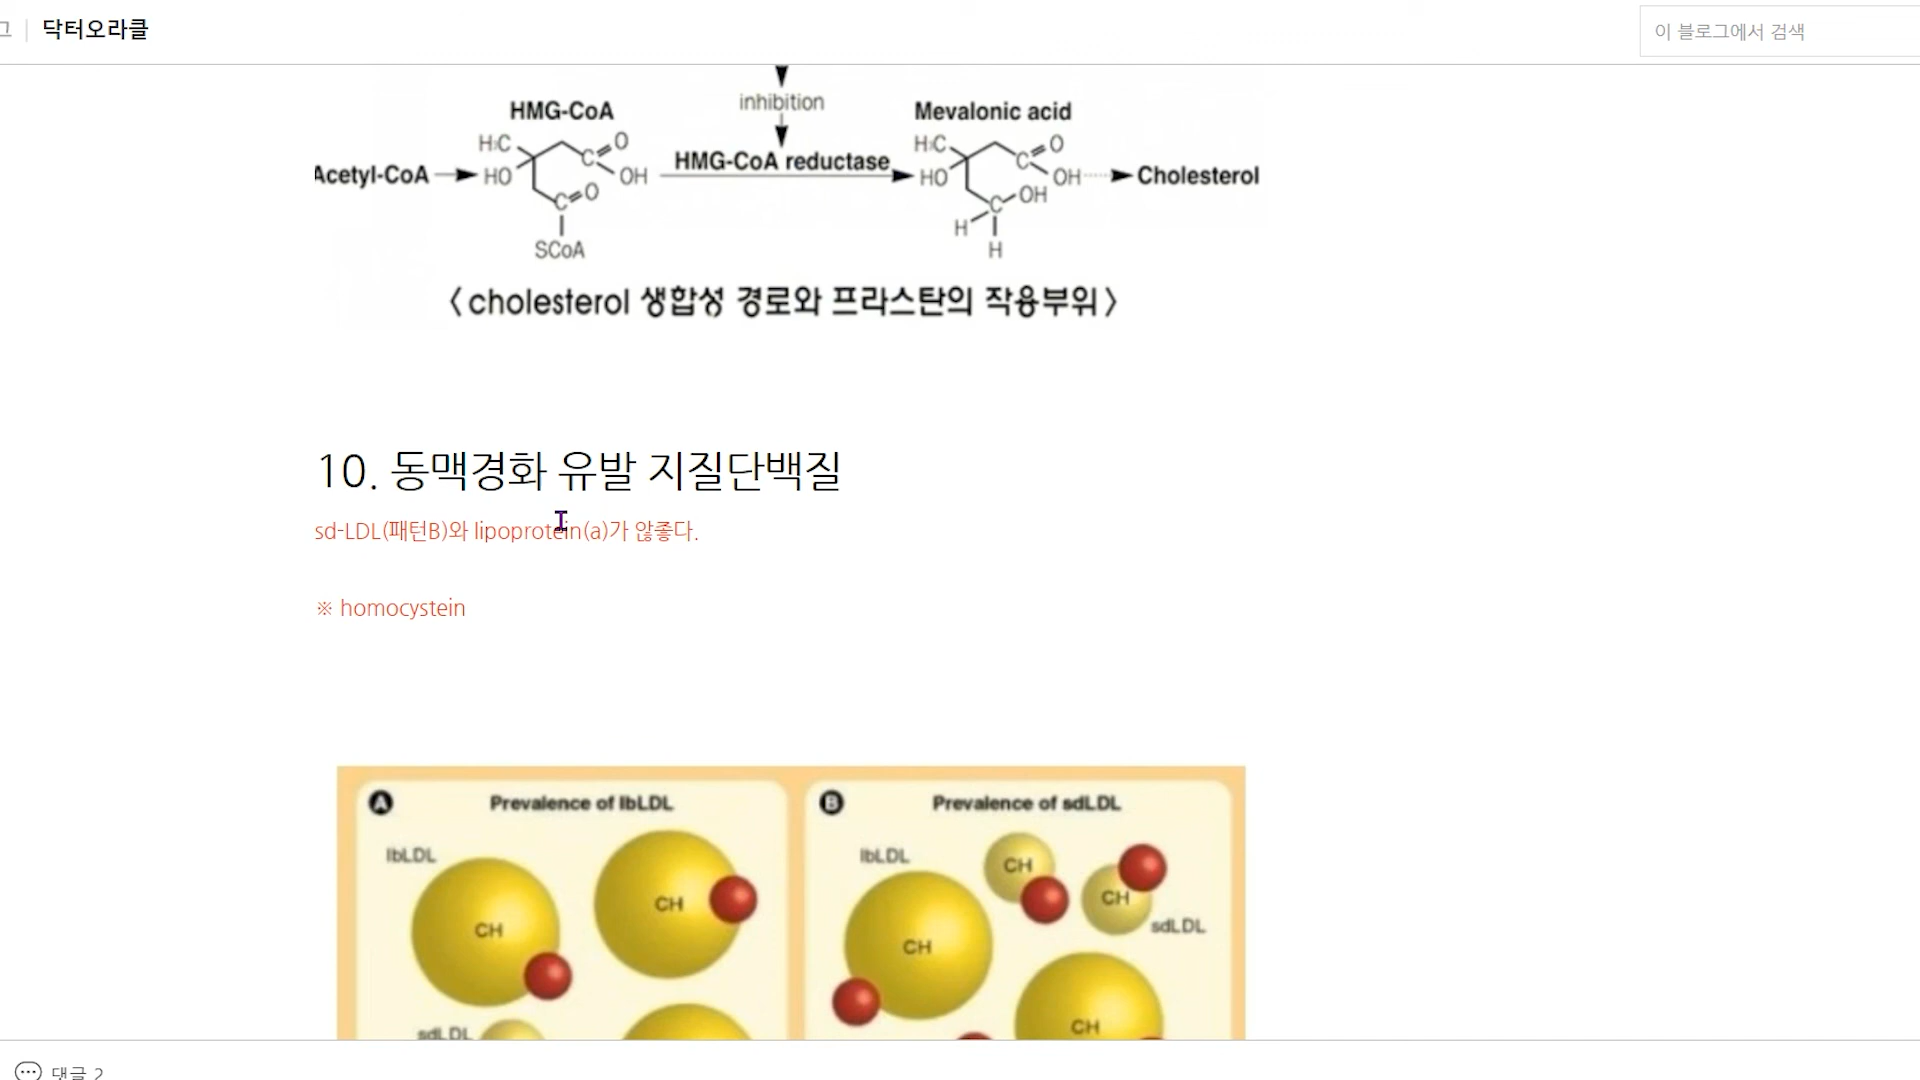 닥터오라클
이 블로그에서 검색
inhibition
HMG-CoA
Mevalonic acid
H₃C
O
C
HMG-CoA reductase
H₃C
O
C
Acetyl-CoA
HO
OH
HO
OH
Cholesterol
C
O
C
OH
H
SCoA
H
〈cholesterol 생합성 경로와 프라스탄의 작용부위〉
10. 동맥경화 유발 지질단백질
sd-LDL(패턴B)와 lipoprotein(a)가 않좋다.
※ homocystein
A Prevalence of lbLDL
B Prevalence of sdLDL
lbLDL
CH
CH
sdLDL
lbLDL
CH
CH
sdLDL
CH
CH
댓글 2